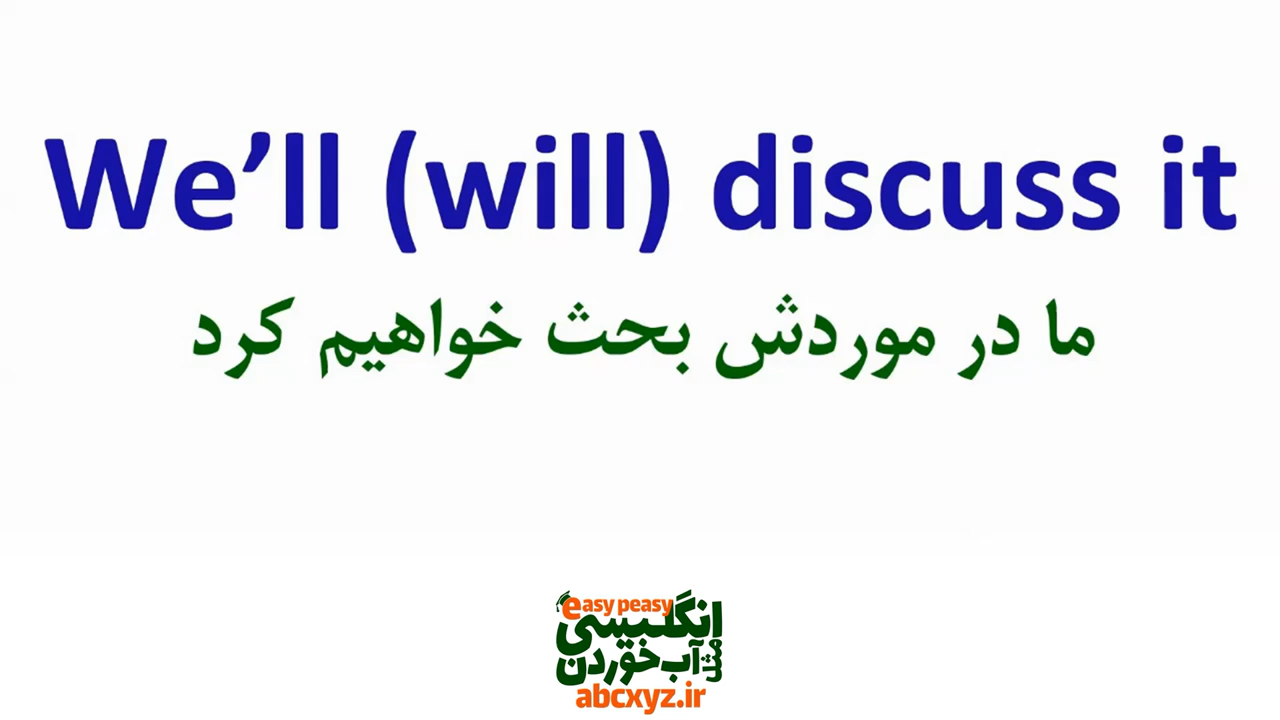 We’ll (will) discuss it
ما در موردش بحث خواهیم کرد
easy peasy
انگلیسی
مثل آب خوردن
abcxyz.ir